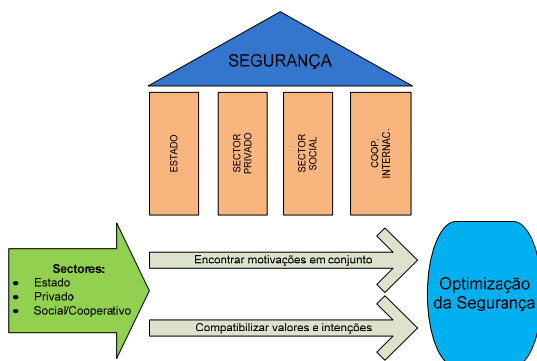 SEGURANÇA
ESTADO
SECTOR
PRIVADO
SECTOR
SOCIAL
COOP.
INTERNAC.
Sectores:
• Estado
• Privado
• Social/Cooperativo
Encontrar motivações em conjunto
Compatibilizar valores e intenções
Optimização
da Segurança